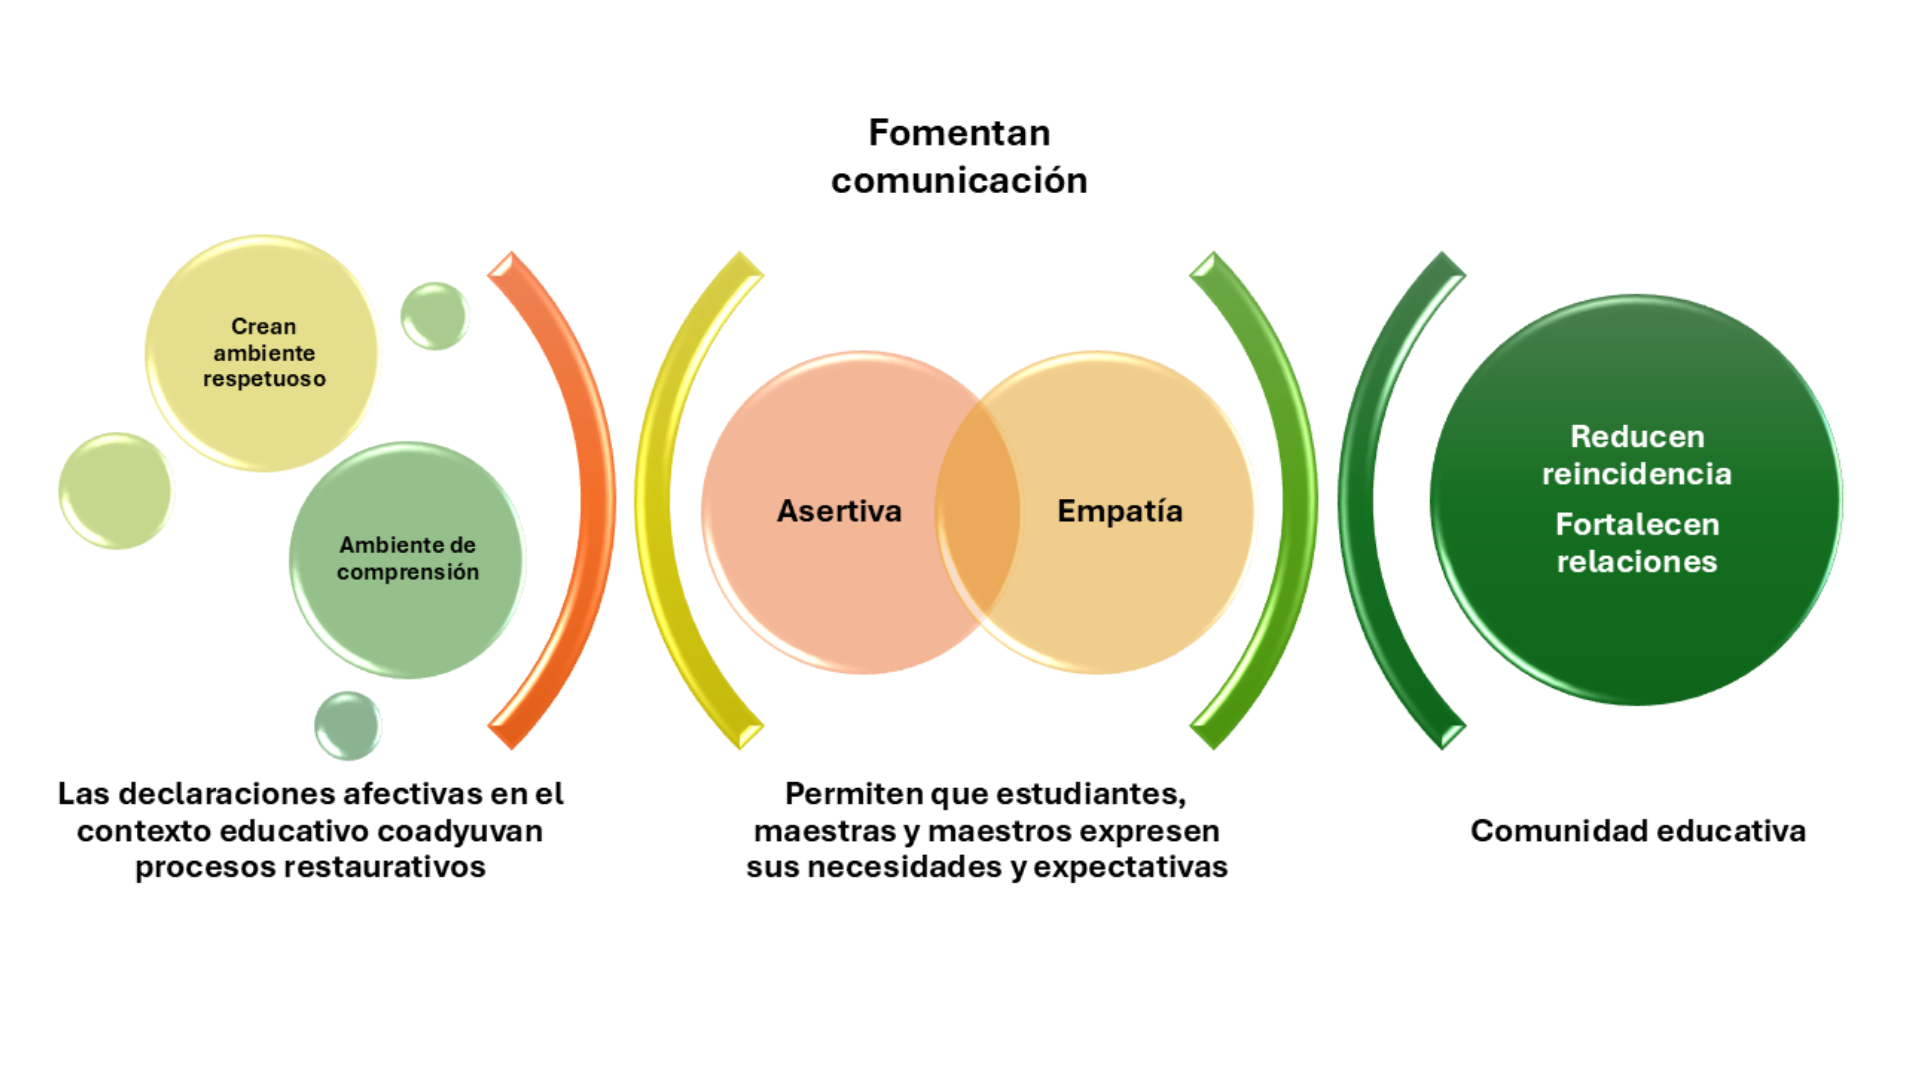 Fomentan
comunicación
Crean
ambiente
respetuoso
Ambiente de
comprensión
Asertiva
Empatía
Reducen
reincidencia
Fortalecen
relaciones
Las declaraciones afectivas en el
contexto educativo coadyuvan
procesos restaurativos
Permiten que estudiantes,
maestras y maestros expresen
sus necesidades y expectativas
Comunidad educativa